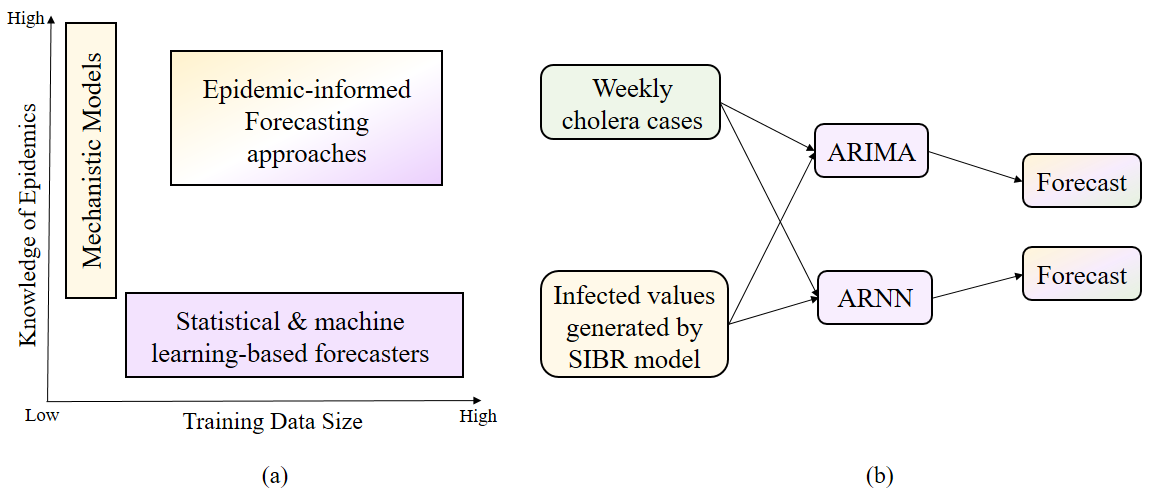 High
Knowledge of Epidemics
Mechanistic Models
Epidemic-informed
Forecasting
approaches
Statistical & machine
learning-based forecasters
Low
Training Data Size
High
(a)
Weekly
cholera cases
Infected values
generated by
SIBR model
ARIMA
ARNN
Forecast
Forecast
(b)